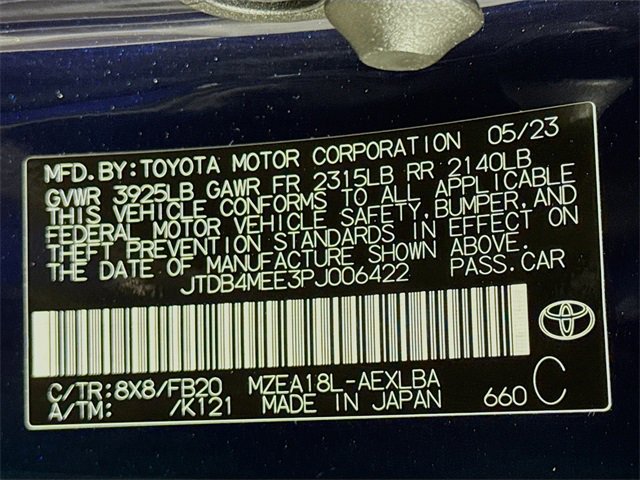 MFD. BY: TOYOTA MOTOR CORPORATION 05/23
GVWR 3925LB GAWR FR 2315LB RR 2140LB
THIS VEHICLE CONFORMS TO ALL APPLICABLE
FEDERAL MOTOR VEHICLE SAFETY, BUMPER, AND
THEFT PREVENTION STANDARDS IN EFFECT ON
THE DATE OF MANUFACTURE SHOWN ABOVE.
JTDB4MEE3PJ006422 PASS. CAR
C/TR: 8X8/FB20 MZEA18L-AEXLBA
A/TM: /K121 MADE IN JAPAN 660 C